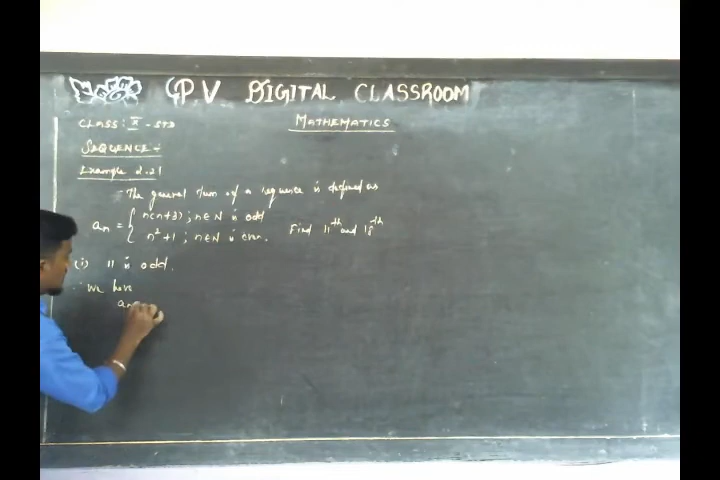 GPV DIGITAL CLASSROOM
CLASS: X - STD
MATHEMATICS
SEQUENCE :-
Example 2.21
The general term of a sequence is defined as
aₙ = { n(n+3) ; n∈N is odd
n²+1 ; n∈N is even. Find 11th and 18th
(i) 11 is odd.
∴ we have
aₙ